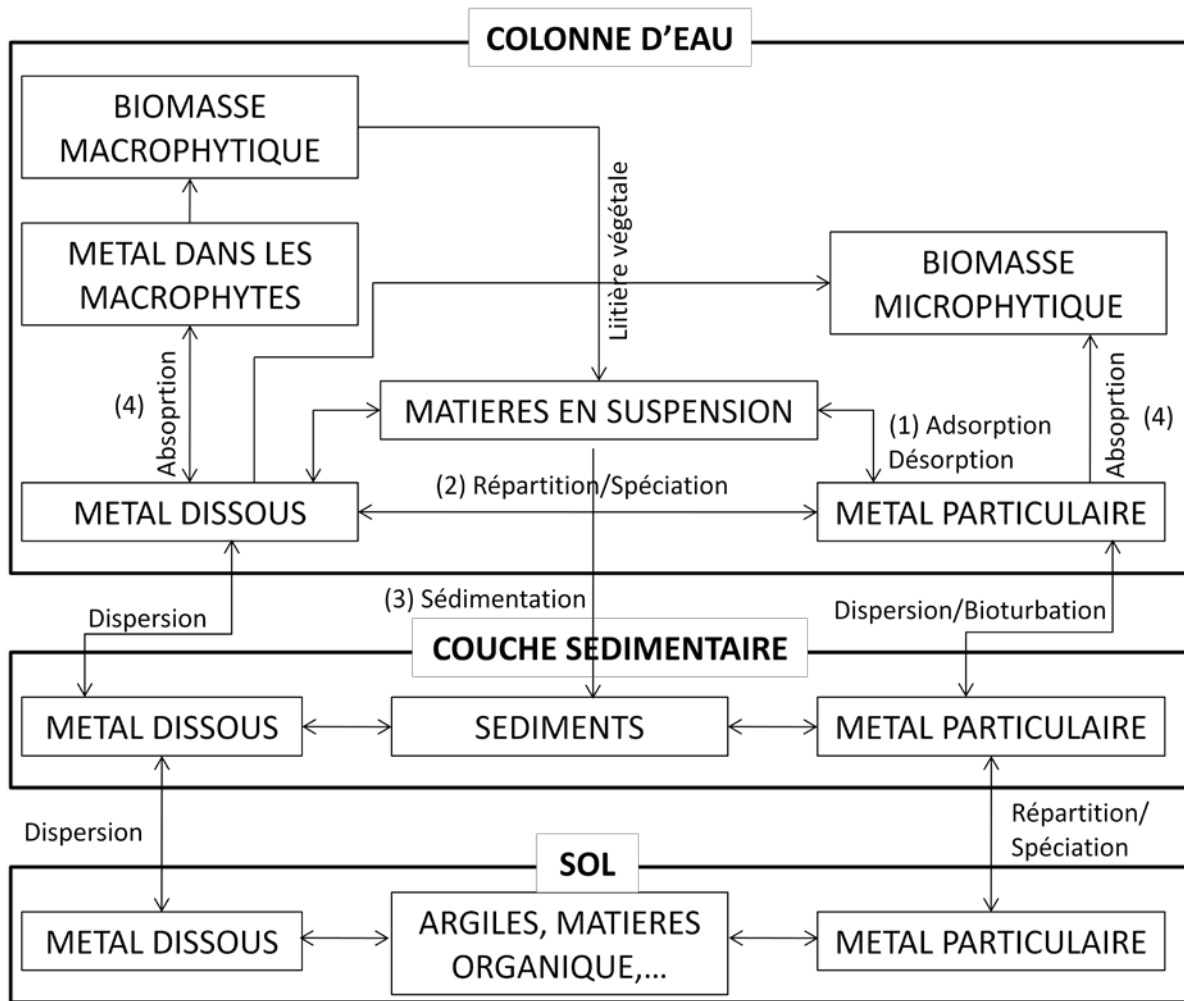 COLONNE D'EAU
BIOMASSE
MACROPHYTIQUE
METAL DANS LES
MACROPHYTES
Liitière végétale
BIOMASSE
MICROPHYTIQUE
(4)
Absoprtion
MATIERES EN SUSPENSION
(1) Adsorption
Désorption
Absoprtion
(4)
METAL DISSOUS
(2) Répartition/Spéciation
METAL PARTICULAIRE
Dispersion
(3) Sédimentation
Dispersion/Bioturbation
COUCHE SEDIMENTAIRE
METAL DISSOUS
SEDIMENTS
METAL PARTICULAIRE
Dispersion
Répartition/
Spéciation
SOL
METAL DISSOUS
ARGILES, MATIERES
ORGANIQUE,...
METAL PARTICULAIRE